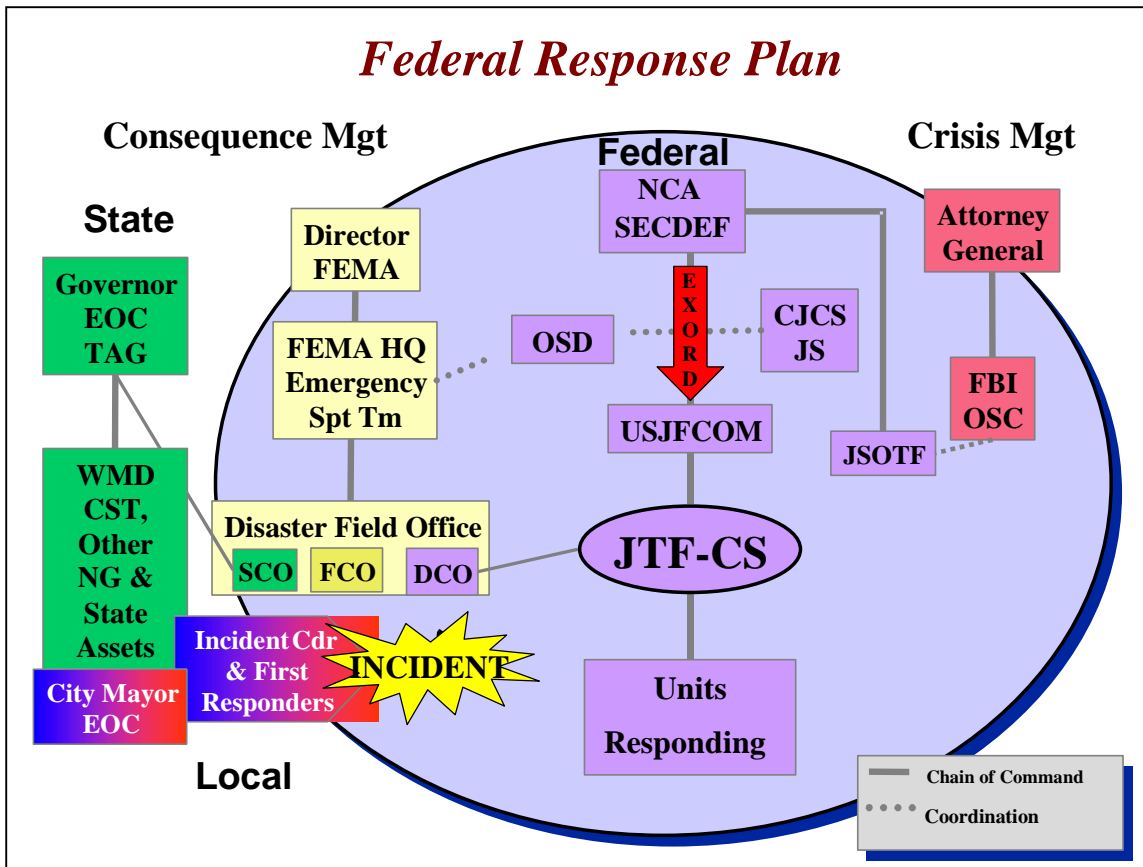 Federal Response Plan
Consequence Mgt
Crisis Mgt
Federal
State
Governor
EOC
TAG
WMD
CST,
Other
NG &
State
Assets
City Mayor
EOC
Director
FEMA
FEMA HQ
Emergency
Spt Tm
Disaster Field Office
SCO
FCO
DCO
Incident Cdr
& First
Responders
INCIDENT
Local
NCA
SECDEF
EXORD
OSD
CJCS
JS
USJFCOM
JTF-CS
Units
Responding
Attorney
General
FBI
OSC
JSOTF
Chain of Command
Coordination